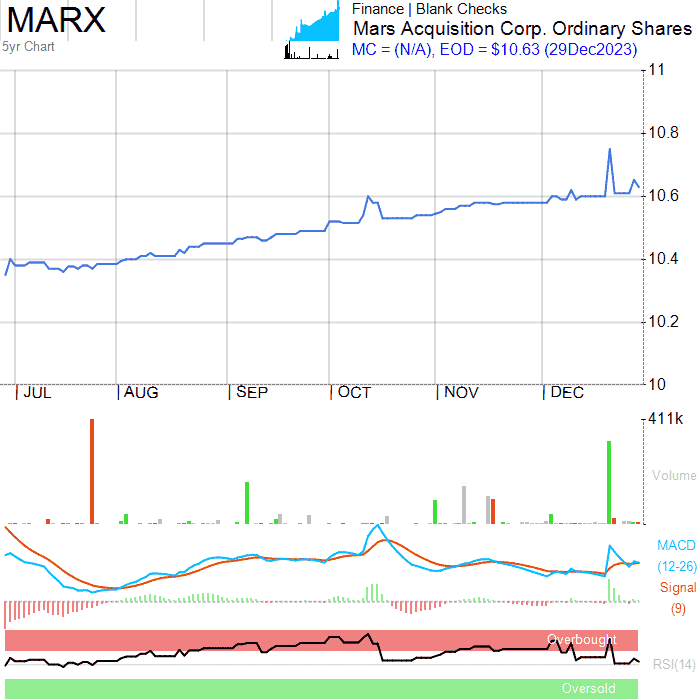 MARX
5yr Chart
Finance | Blank Checks
Mars Acquisition Corp. Ordinary Shares
MC = (N/A), EOD = $10.63 (29Dec2023)
11
10.8
10.6
10.4
10.2
10
JUL AUG SEP OCT NOV DEC
411k
Volume
MACD
(12-26)
Signal
(9)
Overbought
RSI(14)
Oversold